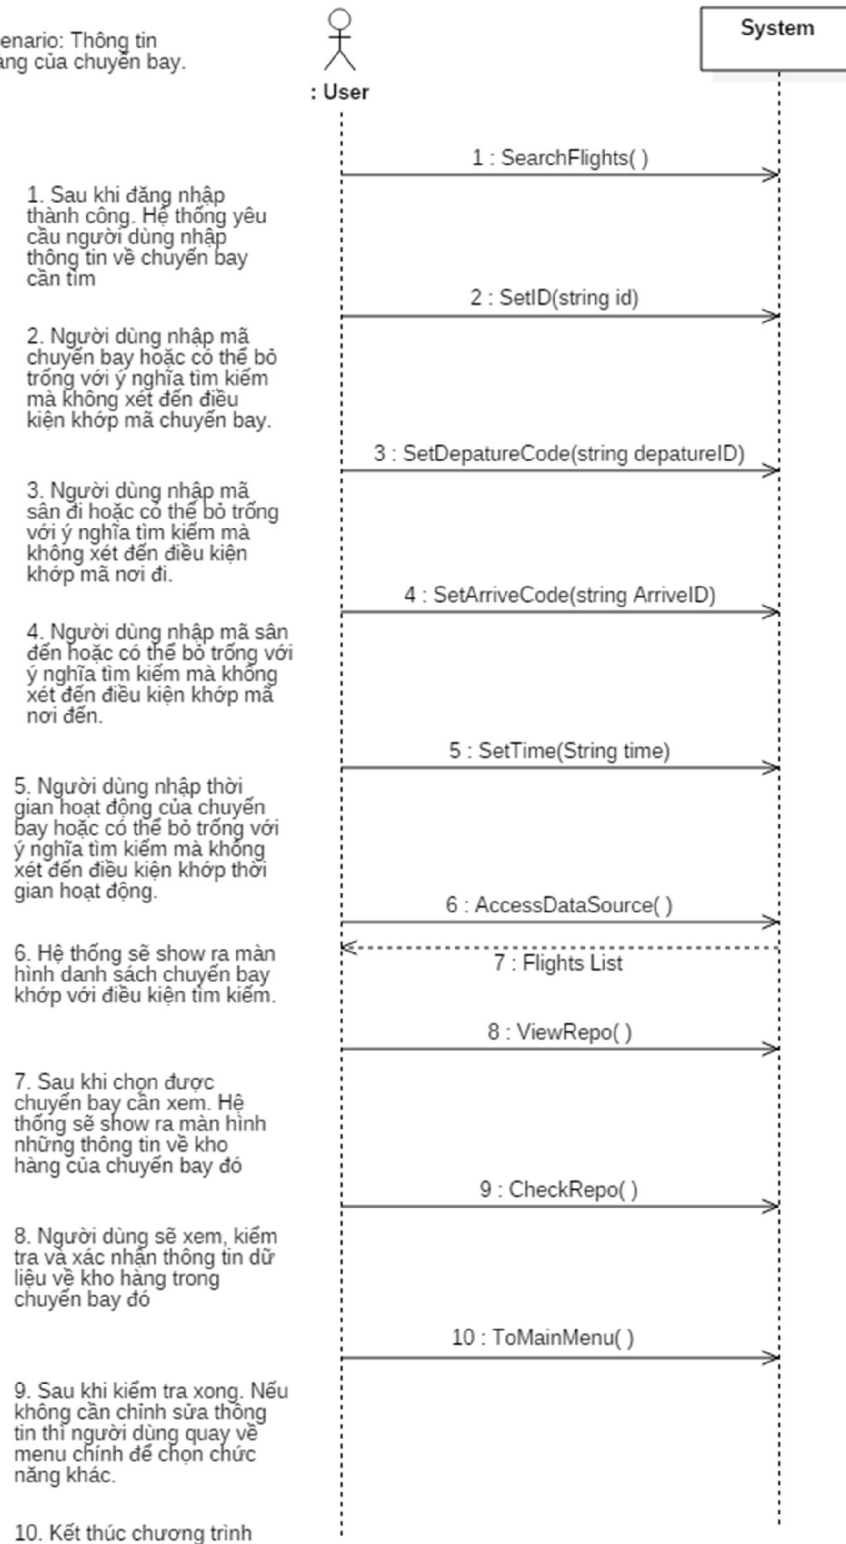 enario: Thông tin
àng của chuyến bay.
: User
System
1 : SearchFlights( )
1. Sau khi đăng nhập
thành công. Hệ thống yêu
cầu người dùng nhập
thông tin về chuyến bay
cần tìm
2 : SetID(string id)
2. Người dùng nhập mã
chuyến bay hoặc có thể bỏ
trống với ý nghĩa tìm kiếm
mà không xét đến điều
kiện khớp mã chuyến bay.
3 : SetDepatureCode(string depatureID)
3. Người dùng nhập mã
sân đi hoặc có thể bỏ trống
với ý nghĩa tìm kiếm mà
không xét đến điều kiện
khớp mã nơi đi.
4 : SetArriveCode(string ArriveID)
4. Người dùng nhập mã sân
đến hoặc có thể bỏ trống với
ý nghĩa tìm kiếm mà không
xét đến điều kiện khớp mã
nơi đến.
5 : SetTime(String time)
5. Người dùng nhập thời
gian hoạt động của chuyến
bay hoặc có thể bỏ trống với
ý nghĩa tìm kiếm mà không
xét đến điều kiện khớp thời
gian hoạt động.
6 : AccessDataSource( )
6. Hệ thống sẽ show ra màn
hình danh sách chuyến bay
khớp với điều kiện tìm kiếm.
7 : Flights List
8 : ViewRepo( )
7. Sau khi chọn được
chuyến bay cần xem. Hệ
thống sẽ show ra màn hình
những thông tin về kho
hàng của chuyến bay đó
9 : CheckRepo( )
8. Người dùng sẽ xem, kiểm
tra và xác nhận thông tin dữ
liệu về kho hàng trong
chuyến bay đó
10 : ToMainMenu( )
9. Sau khi kiểm tra xong. Nếu
không cần chỉnh sửa thông
tin thì người dùng quay về
menu chính để chọn chức
năng khác.
10. Kết thúc chương trình